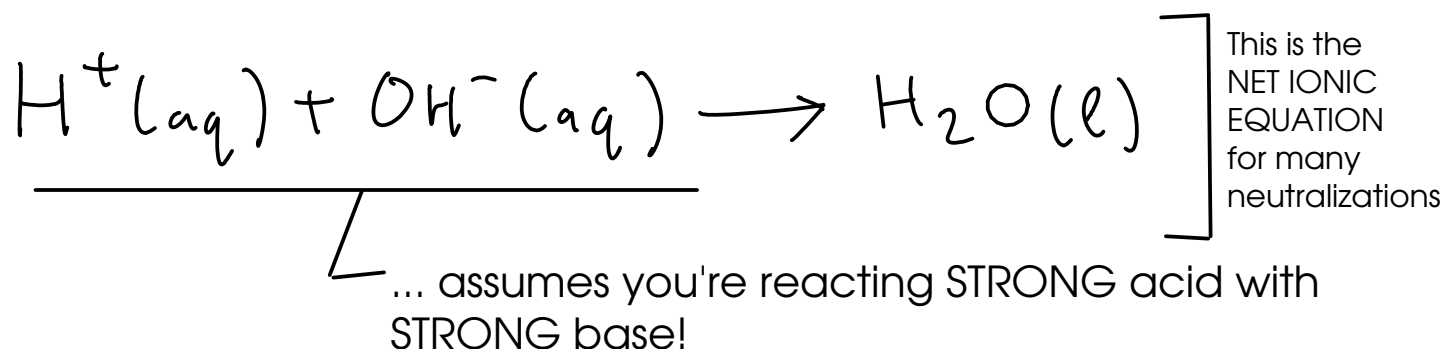 H⁺(aq) + OH⁻(aq) → H₂O(l)
This is the
NET IONIC
EQUATION
for many
neutralizations
... assumes you're reacting STRONG acid with
STRONG base!